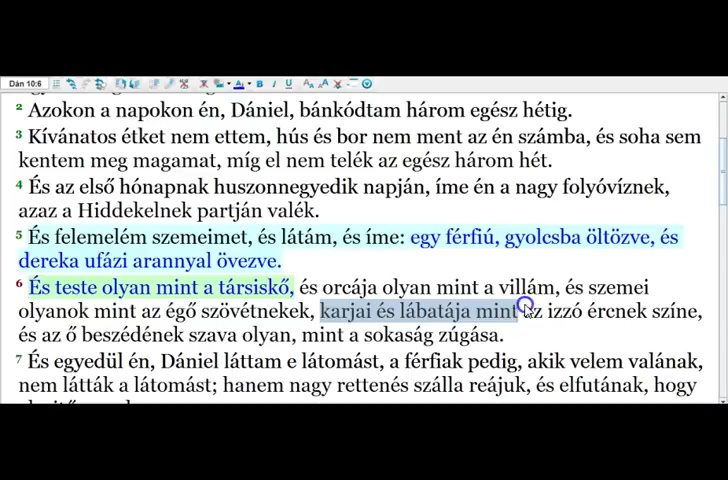 Dán 10:6
² Azokon a napokon én, Dániel, bánkódtam három egész hétig.
³ Kívánatos étket nem ettem, hús és bor nem ment az én számba, és soha sem
kentem meg magamat, míg el nem telék az egész három hét.
⁴ És az első hónapnak huszonnegyedik napján, íme én a nagy folyóvíznek,
azaz a Hiddekelnek partján valék.
⁵ És felemelém szemeimet, és látám, és íme: egy férfiú, gyolcsba öltözve, és
dereka ufázi arannyal övezve.
⁶ És teste olyan mint a társiskő, és orcája olyan mint a villám, és szemei
olyanok mint az égő szövétnekek, karjai és lábatája mint az izzó ércnek színe,
és az ő beszédének szava olyan, mint a sokaság zúgása.
⁷ És egyedül én, Dániel láttam e látomást, a férfiak pedig, akik velem valának,
nem látták a látomást; hanem nagy rettenés szálla reájuk, és elfutának, hogy